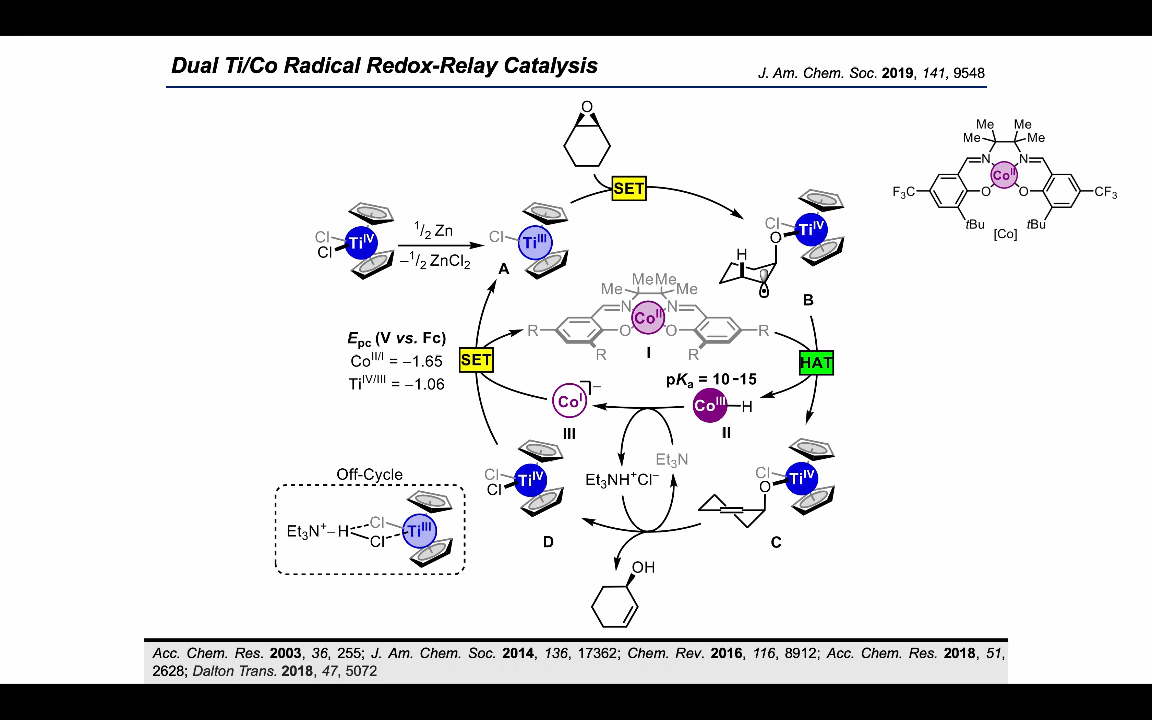 Dual Ti/Co Radical Redox-Relay Catalysis
J. Am. Chem. Soc. 2019, 141, 9548
O
SET
Cl
Cl
Ti^IV
1/2 Zn
–1/2 ZnCl2
Cl
Ti^III
A
Cl
O
Ti^IV
H
B
Me Me
Me Me
N N
Co^II
F3C O O CF3
tBu tBu
[Co]
MeMe
Me Me
N N
Co^II
R O O R
R R
I
Epc (V vs. Fc)
Co^II/I = –1.65
Ti^IV/III = –1.06
SET
HAT
pKa = 10-15
Co^I –
III
Co^III–H
II
Et3N
Et3NH+Cl–
Cl
Cl
Ti^IV
D
Cl
O
Ti^IV
C
Off-Cycle
Et3N+–H
Cl
Cl
Ti^III
OH
Acc. Chem. Res. 2003, 36, 255; J. Am. Chem. Soc. 2014, 136, 17362; Chem. Rev. 2016, 116, 8912; Acc. Chem. Res. 2018, 51,
2628; Dalton Trans. 2018, 47, 5072